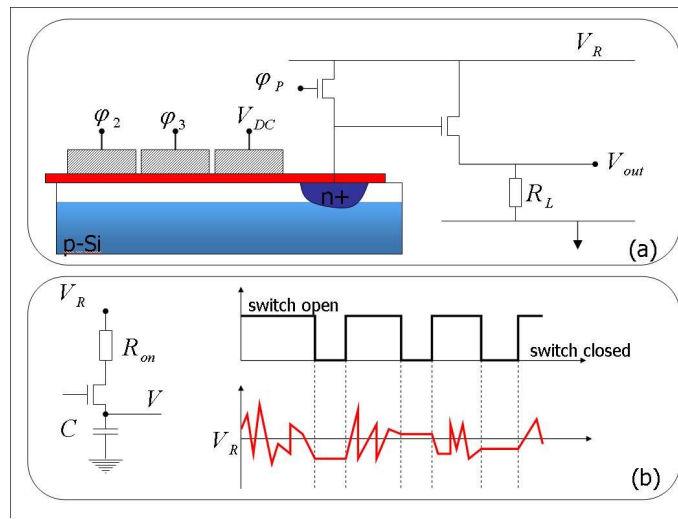 V_R
φ_P
φ_2
φ_3
V_DC
V_out
n+
R_L
p-Si
(a)
V_R
switch open
R_on
switch closed
V
C
V_R
(b)